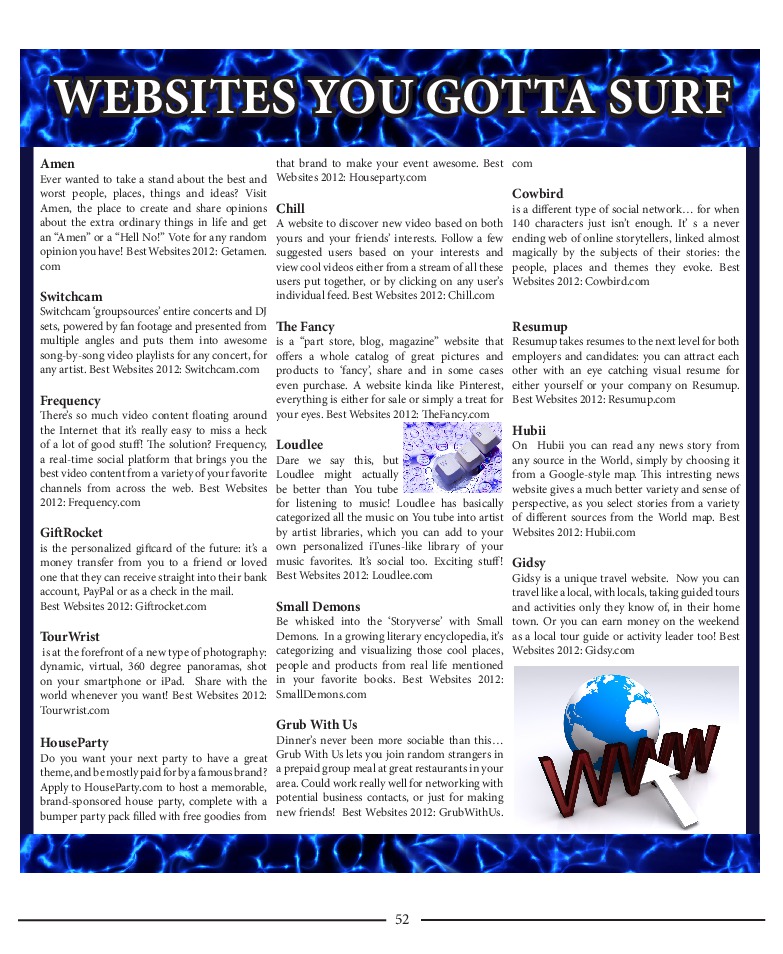 WEBSITES YOU GOTTA SURF
Amen
Ever wanted to take a stand about the best and
worst people, places, things and ideas? Visit
Amen, the place to create and share opinions
about the extra ordinary things in life and get
an “Amen” or a “Hell No!” Vote for any random
opinion you have! Best Websites 2012: Getamen.
com
Switchcam
Switchcam ‘groupsources’ entire concerts and DJ
sets, powered by fan footage and presented from
multiple angles and puts them into awesome
song-by-song video playlists for any concert, for
any artist. Best Websites 2012: Switchcam.com
Frequency
There’s so much video content floating around
the Internet that it’s really easy to miss a heck
of a lot of good stuff! The solution? Frequency,
a real-time social platform that brings you the
best video content from a variety of your favorite
channels from across the web. Best Websites
2012: Frequency.com
GiftRocket
is the personalized giftcard of the future: it’s a
money transfer from you to a friend or loved
one that they can receive straight into their bank
account, PayPal or as a check in the mail.
Best Websites 2012: Giftrocket.com
TourWrist
is at the forefront of a new type of photography:
dynamic, virtual, 360 degree panoramas, shot
on your smartphone or iPad. Share with the
world whenever you want! Best Websites 2012:
Tourwrist.com
HouseParty
Do you want your next party to have a great
theme, and be mostly paid for by a famous brand?
Apply to HouseParty.com to host a memorable,
brand-sponsored house party, complete with a
bumper party pack filled with free goodies from
that brand to make your event awesome. Best
Websites 2012: Houseparty.com
Chill
A website to discover new video based on both
yours and your friends’ interests. Follow a few
suggested users based on your interests and
view cool videos either from a stream of all these
users put together, or by clicking on any user’s
individual feed. Best Websites 2012: Chill.com
The Fancy
is a “part store, blog, magazine” website that
offers a whole catalog of great pictures and
products to ‘fancy’, share and in some cases
even purchase. A website kinda like Pinterest,
everything is either for sale or simply a treat for
your eyes. Best Websites 2012: TheFancy.com
Loudlee
Dare we say this, but
Loudlee might actually
be better than You tube
for listening to music! Loudlee has basically
categorized all the music on You tube into artist
by artist libraries, which you can add to your
own personalized iTunes-like library of your
music favorites. It’s social too. Exciting stuff!
Best Websites 2012: Loudlee.com
Small Demons
Be whisked into the ‘Storyverse’ with Small
Demons. In a growing literary encyclopedia, it’s
categorizing and visualizing those cool places,
people and products from real life mentioned
in your favorite books. Best Websites 2012:
SmallDemons.com
Grub With Us
Dinner’s never been more sociable than this…
Grub With Us lets you join random strangers in
a prepaid group meal at great restaurants in your
area. Could work really well for networking with
potential business contacts, or just for making
new friends! Best Websites 2012: GrubWithUs.
com
Cowbird
is a different type of social network… for when
140 characters just isn’t enough. It’ s a never
ending web of online storytellers, linked almost
magically by the subjects of their stories: the
people, places and themes they evoke. Best
Websites 2012: Cowbird.com
Resumup
Resumup takes resumes to the next level for both
employers and candidates: you can attract each
other with an eye catching visual resume for
either yourself or your company on Resumup.
Best Websites 2012: Resumup.com
Hubii
On Hubii you can read any news story from
any source in the World, simply by choosing it
from a Google-style map. This intresting news
website gives a much better variety and sense of
perspective, as you select stories from a variety
of different sources from the World map. Best
Websites 2012: Hubii.com
Gidsy
Gidsy is a unique travel website. Now you can
travel like a local, with locals, taking guided tours
and activities only they know of, in their home
town. Or you can earn money on the weekend
as a local tour guide or activity leader too! Best
Websites 2012: Gidsy.com
WWW
52